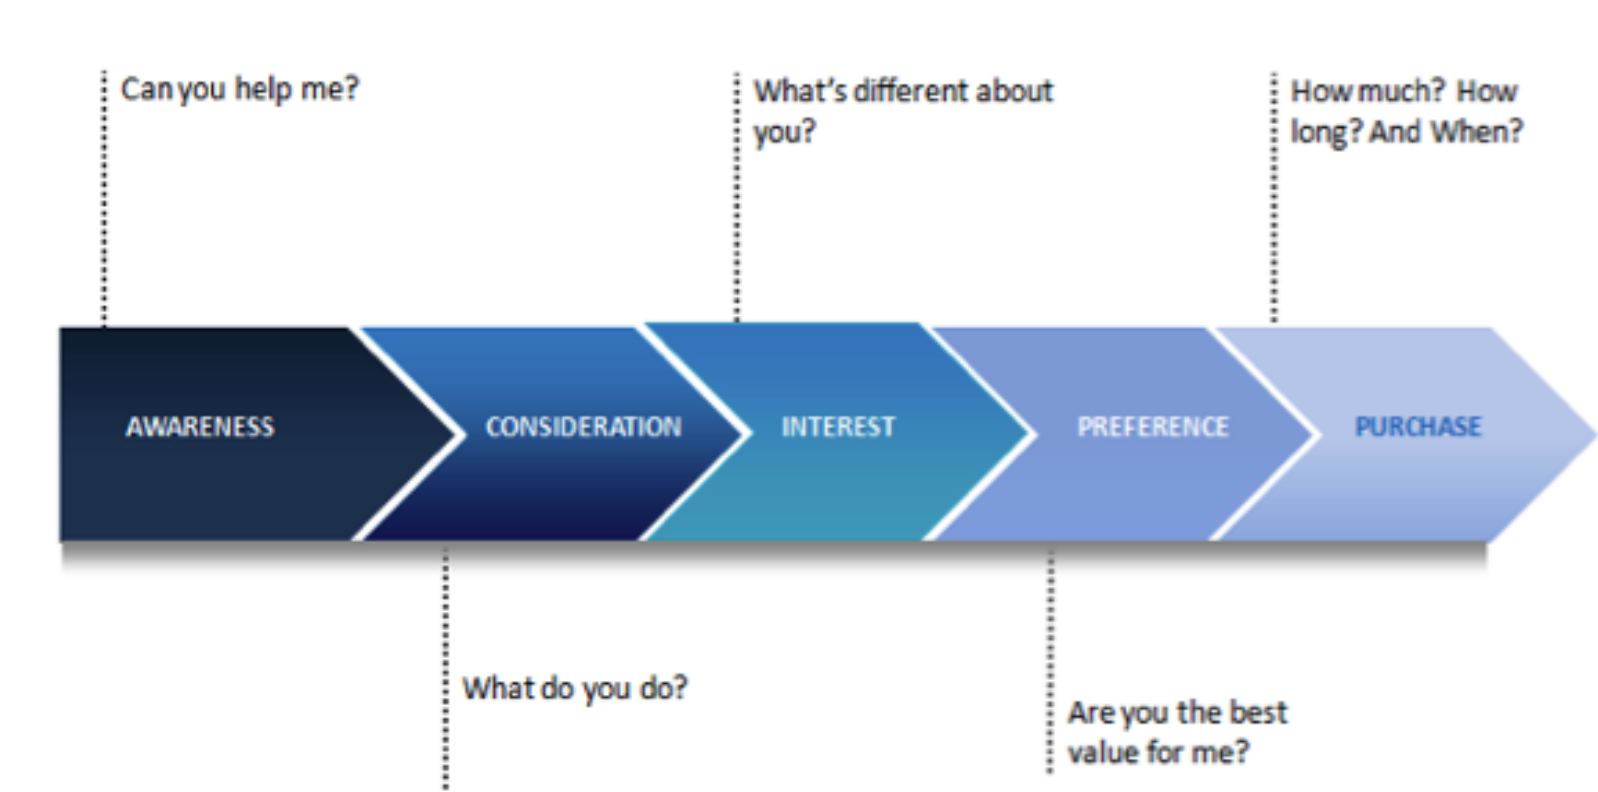 Can you help me?
What's different about
you?
How much? How
long? And When?
AWARENESS
CONSIDERATION
INTEREST
PREFERENCE
PURCHASE
What do you do?
Are you the best
value for me?